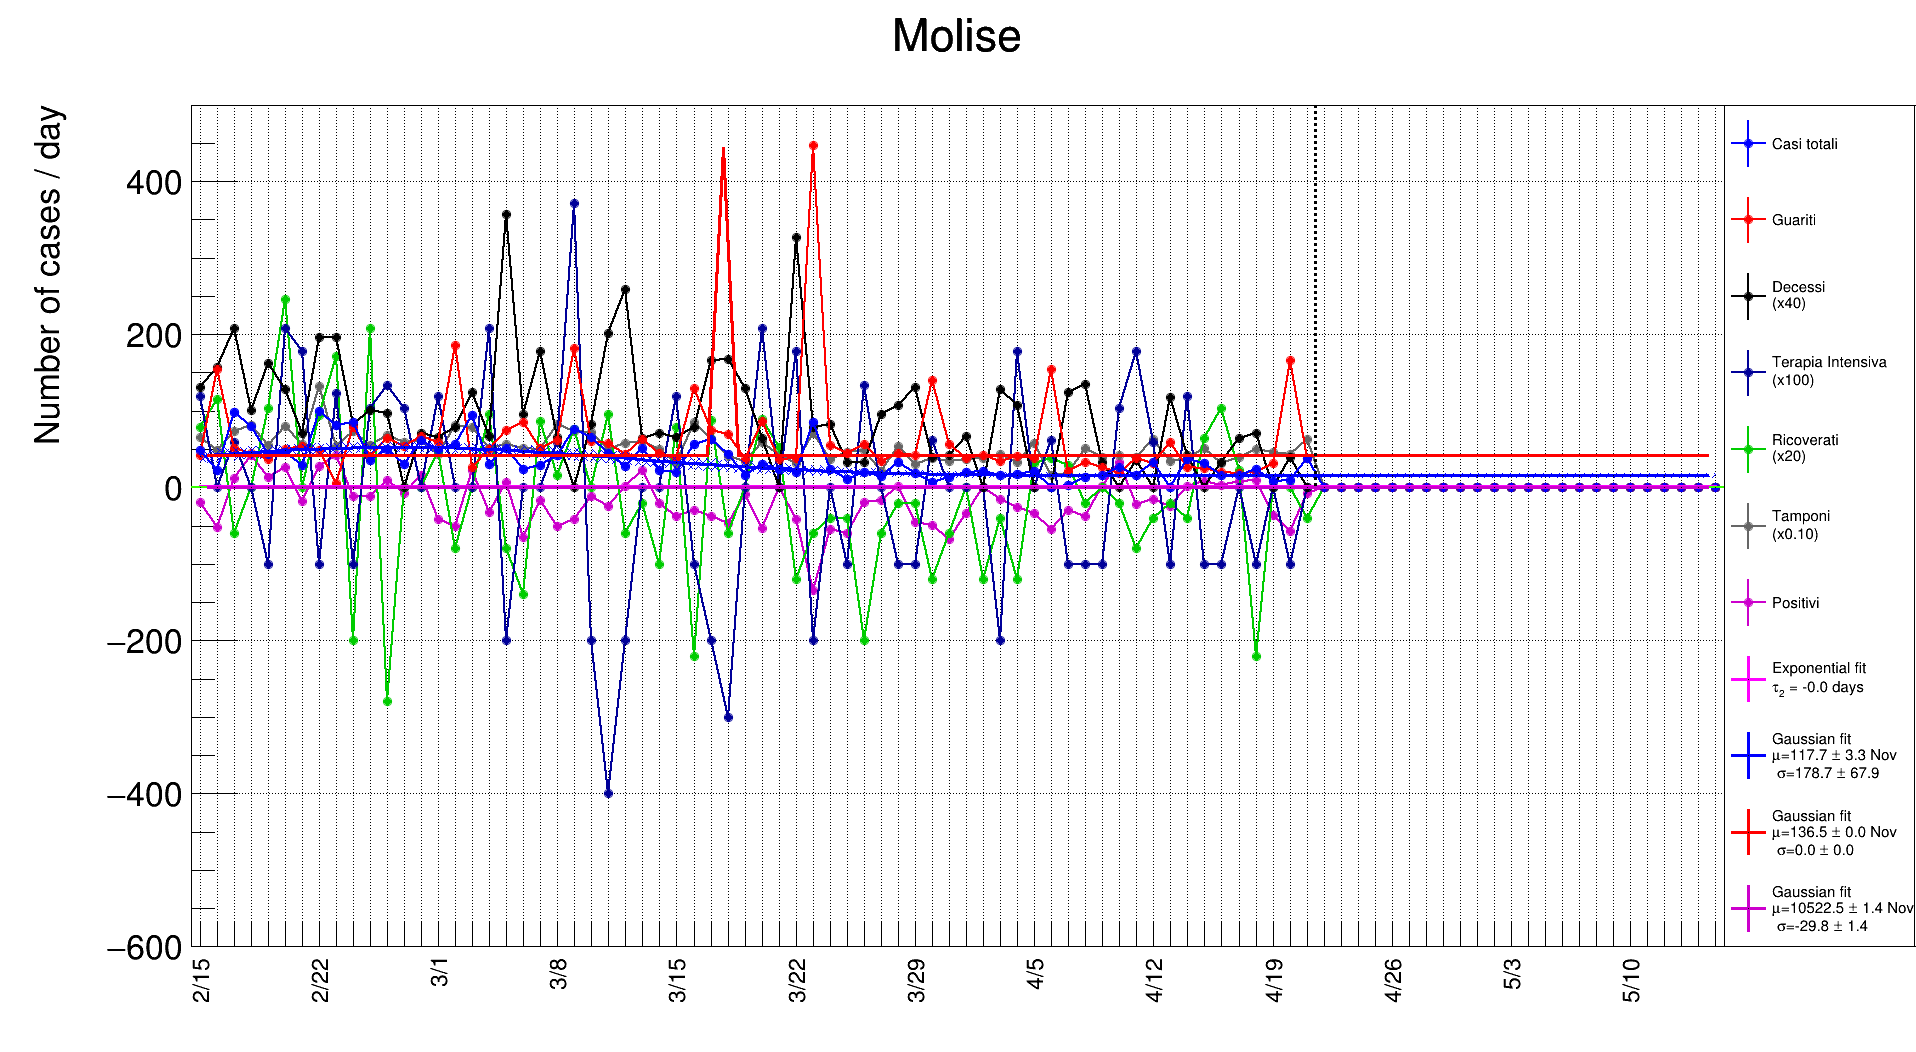 Molise
Number of cases / day
400
200
0
−200
−400
−600
2/15
2/22
3/1
3/8
3/15
3/22
3/29
4/5
4/12
4/19
4/26
5/3
5/10
Casi totali
Guariti
Decessi
(x40)
Terapia Intensiva
(x100)
Ricoverati
(x20)
Tamponi
(x0.10)
Positivi
Exponential fit
τ2 = -0.0 days
Gaussian fit
μ=117.7 ± 3.3 Nov
σ=178.7 ± 67.9
Gaussian fit
μ=136.5 ± 0.0 Nov
σ=0.0 ± 0.0
Gaussian fit
μ=10522.5 ± 1.4 Nov
σ=-29.8 ± 1.4